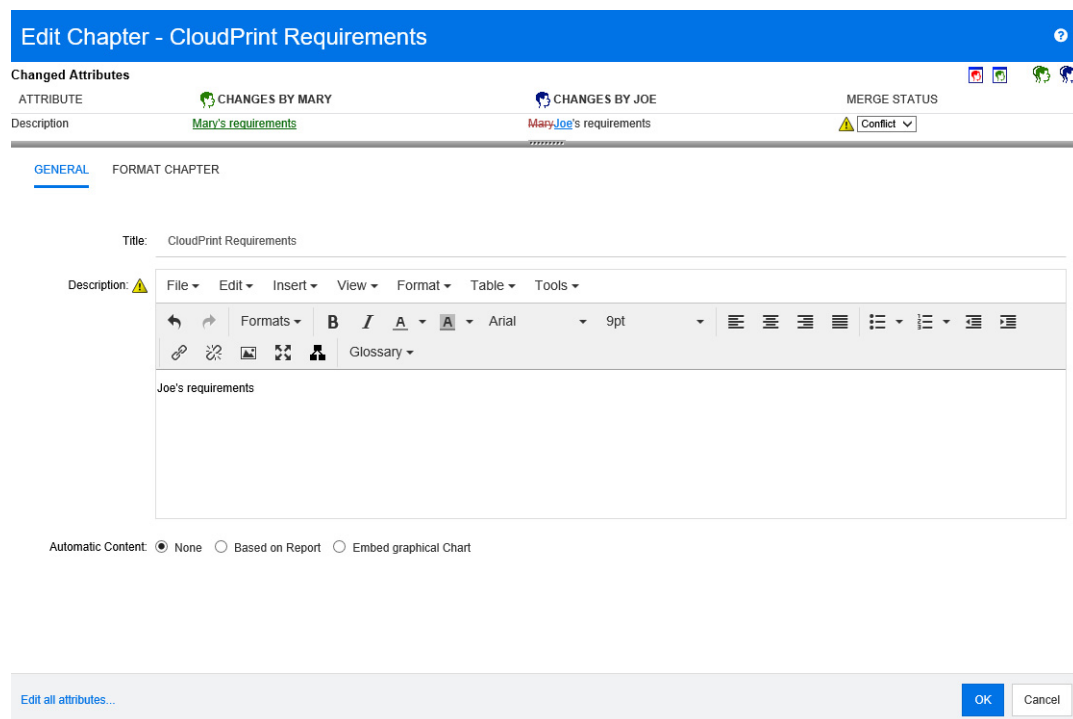 Edit Chapter - CloudPrint Requirements ?
Changed Attributes
ATTRIBUTE CHANGES BY MARY CHANGES BY JOE MERGE STATUS
Description Mary's requirements MaryJoe's requirements Conflict
GENERAL FORMAT CHAPTER
Title: CloudPrint Requirements
Description: File Edit Insert View Format Table Tools
Formats B I A A Arial 9pt
Glossary
Joe's requirements
Automatic Content: None Based on Report Embed graphical Chart
Edit all attributes... OK Cancel